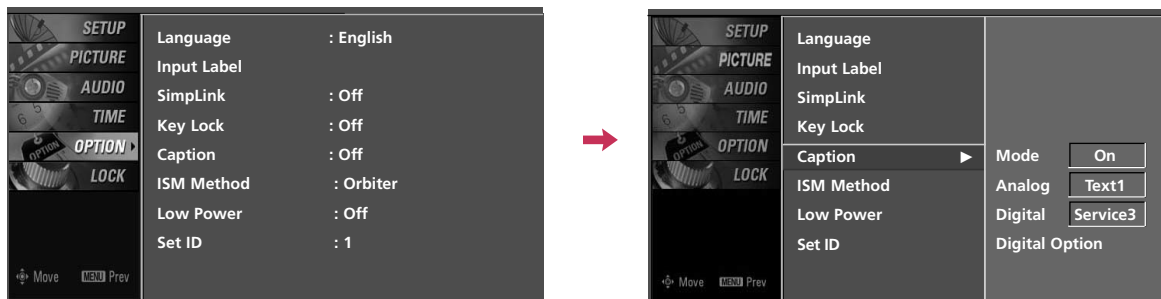 SETUP
PICTURE
AUDIO
TIME
OPTION
LOCK
Move MENU Prev
Language : English
Input Label
SimpLink : Off
Key Lock : Off
Caption : Off
ISM Method : Orbiter
Low Power : Off
Set ID : 1
SETUP
PICTURE
AUDIO
TIME
OPTION
LOCK
Move MENU Prev
Language
Input Label
SimpLink
Key Lock
Caption
ISM Method
Low Power
Set ID
Mode On
Analog Text1
Digital Service3
Digital Option